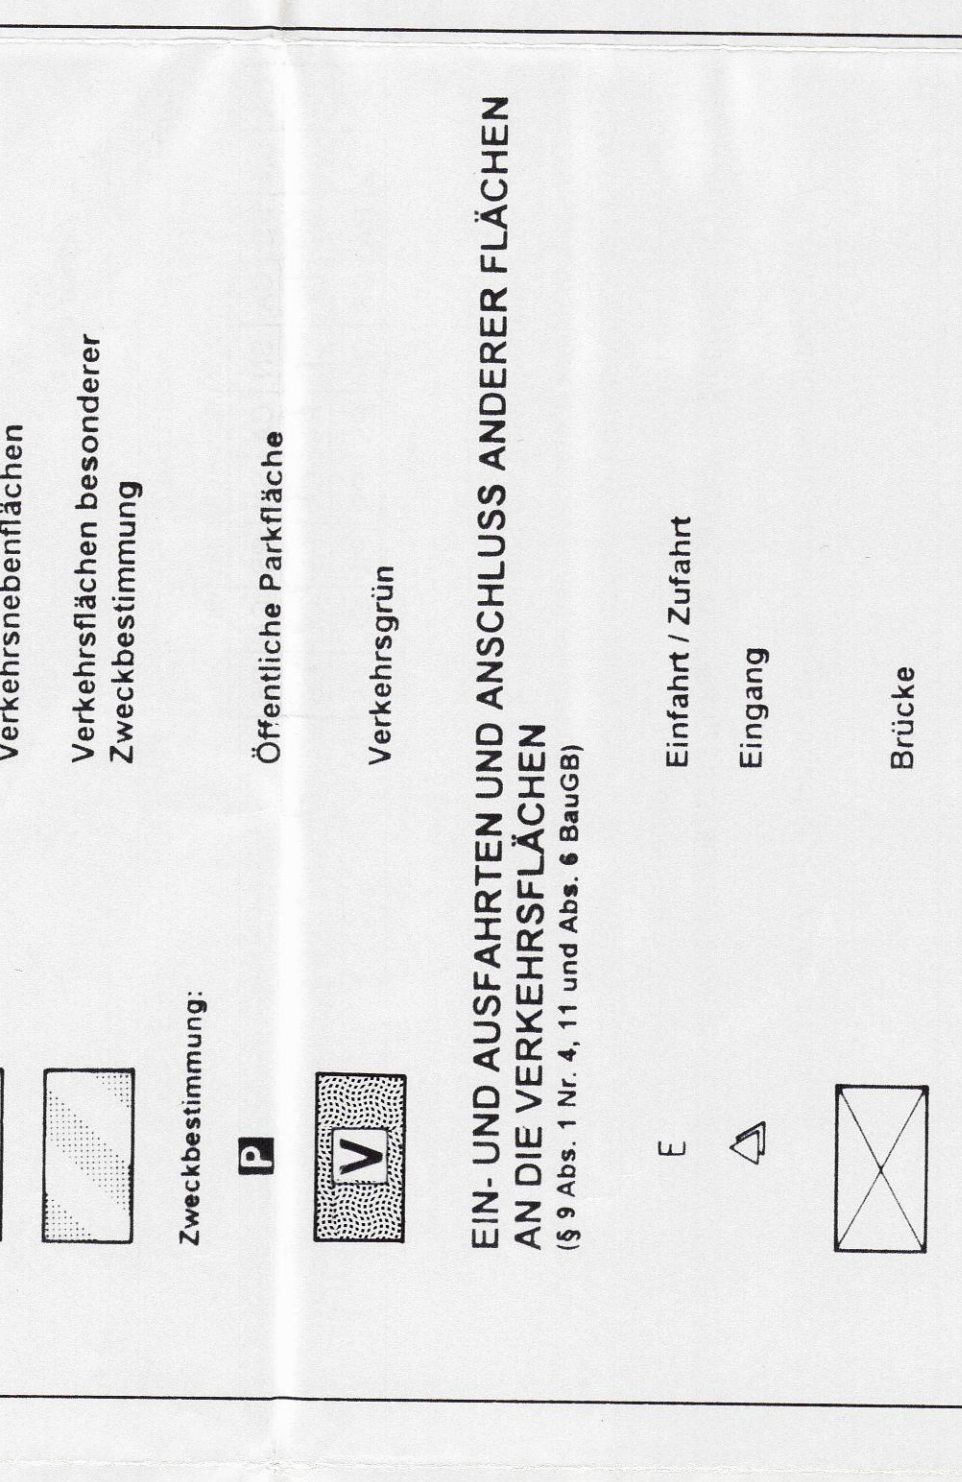 Verkehrsnebenflächen
Verkehrsflächen besonderer
Zweckbestimmung
Zweckbestimmung:
P Öffentliche Parkfläche
V Verkehrsgrün
EIN- UND AUSFAHRTEN UND ANSCHLUSS ANDERER FLÄCHEN
AN DIE VERKEHRSFLÄCHEN
(§ 9 Abs. 1 Nr. 4, 11 und Abs. 6 BauGB)
E Einfahrt / Zufahrt
Eingang
Brücke